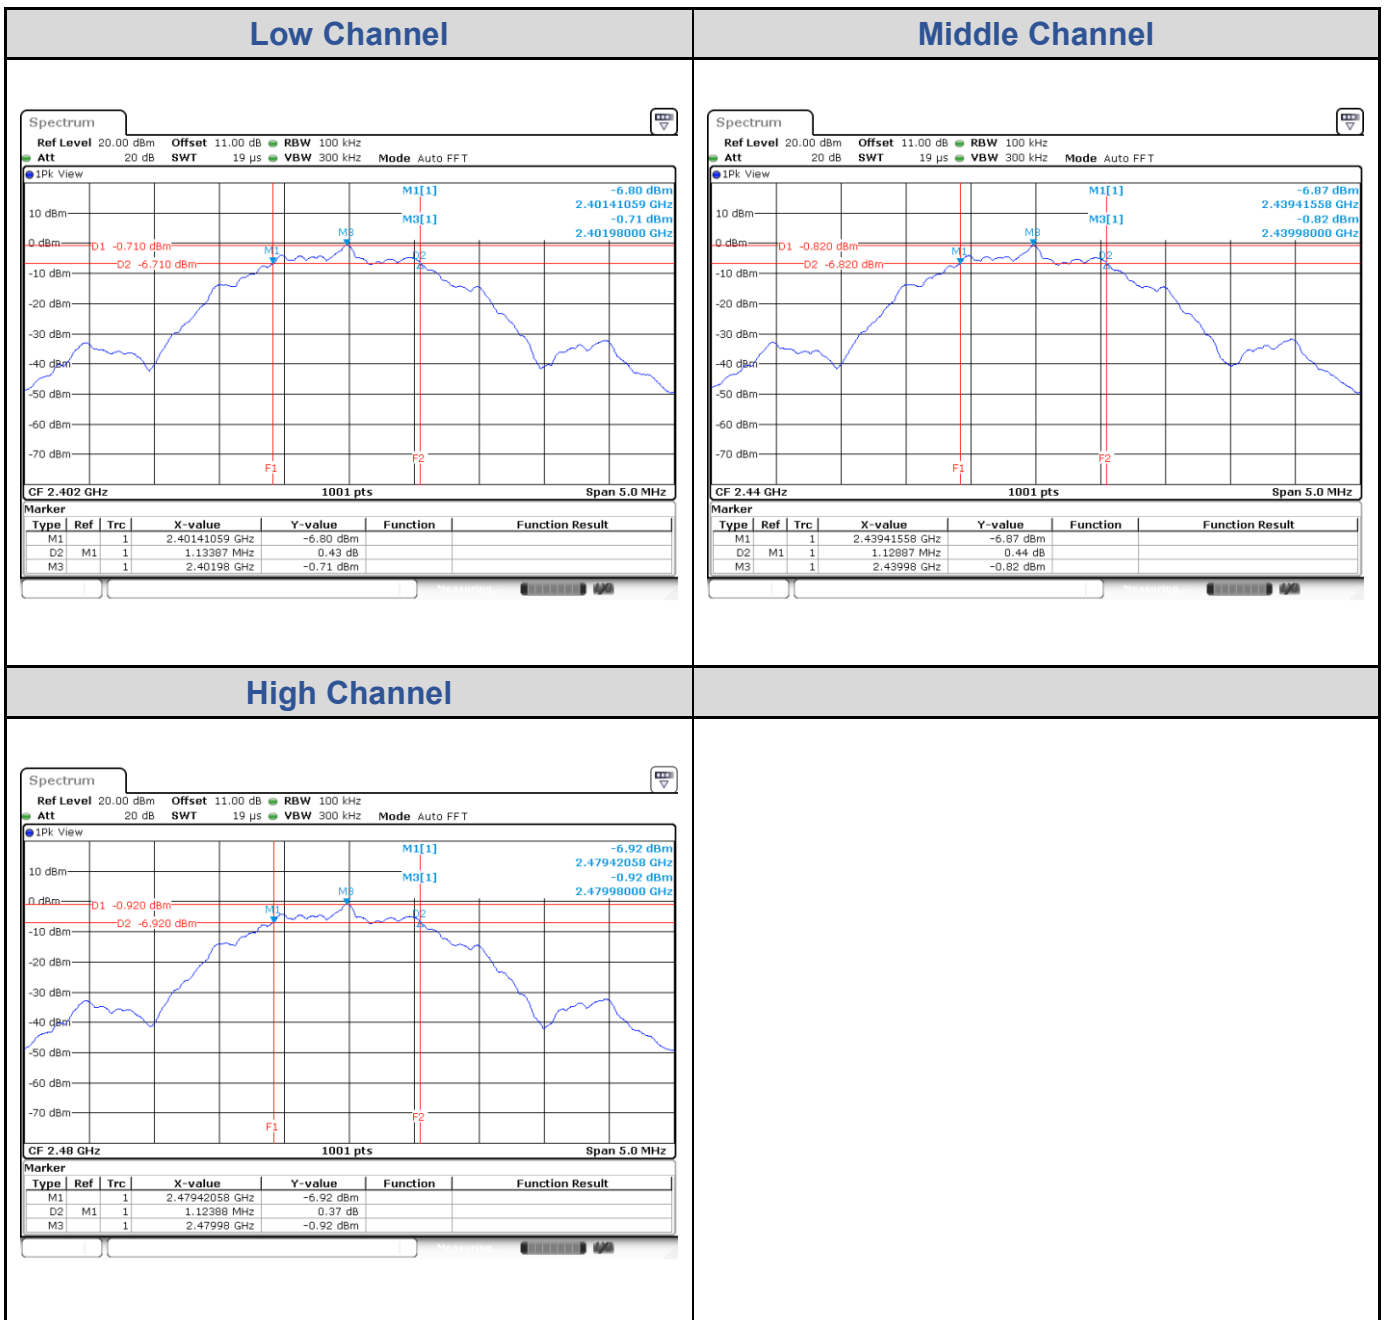 Low Channel
Spectrum
Ref Level 20.00 dBm Offset 11.00 dB RBW 100 kHz
Att 20 dB SWT 19 µs VBW 300 kHz Mode Auto FFT
1Pk View
M1[1] -6.80 dBm
2.40141059 GHz
M3[1] -0.71 dBm
2.40198000 GHz
10 dBm
0 dBm
D1 -0.710 dBm
M1
M3
D2
D2 -6.710 dBm
-10 dBm
-20 dBm
-30 dBm
-40 dBm
-50 dBm
-60 dBm
-70 dBm
F1
F2
CF 2.402 GHz 1001 pts Span 5.0 MHz
Marker
Type Ref Trc X-value Y-value Function Function Result
M1 1 2.40141059 GHz -6.80 dBm
D2 M1 1 1.13387 MHz 0.43 dB
M3 1 2.40198 GHz -0.71 dBm
Measuring...
Middle Channel
Spectrum
Ref Level 20.00 dBm Offset 11.00 dB RBW 100 kHz
Att 20 dB SWT 19 µs VBW 300 kHz Mode Auto FFT
1Pk View
M1[1] -6.87 dBm
2.43941558 GHz
M3[1] -0.82 dBm
2.43998000 GHz
10 dBm
0 dBm
D1 -0.820 dBm
M1
M3
D2
D2 -6.820 dBm
-10 dBm
-20 dBm
-30 dBm
-40 dBm
-50 dBm
-60 dBm
-70 dBm
F1
F2
CF 2.44 GHz 1001 pts Span 5.0 MHz
Marker
Type Ref Trc X-value Y-value Function Function Result
M1 1 2.43941558 GHz -6.87 dBm
D2 M1 1 1.12887 MHz 0.44 dB
M3 1 2.43998 GHz -0.82 dBm
Measuring...
High Channel
Spectrum
Ref Level 20.00 dBm Offset 11.00 dB RBW 100 kHz
Att 20 dB SWT 19 µs VBW 300 kHz Mode Auto FFT
1Pk View
M1[1] -6.92 dBm
2.47942058 GHz
M3[1] -0.92 dBm
2.47998000 GHz
10 dBm
0 dBm
D1 -0.920 dBm
M1
M3
D2
D2 -6.920 dBm
-10 dBm
-20 dBm
-30 dBm
-40 dBm
-50 dBm
-60 dBm
-70 dBm
F1
F2
CF 2.48 GHz 1001 pts Span 5.0 MHz
Marker
Type Ref Trc X-value Y-value Function Function Result
M1 1 2.47942058 GHz -6.92 dBm
D2 M1 1 1.12388 MHz 0.37 dB
M3 1 2.47998 GHz -0.92 dBm
Measuring...